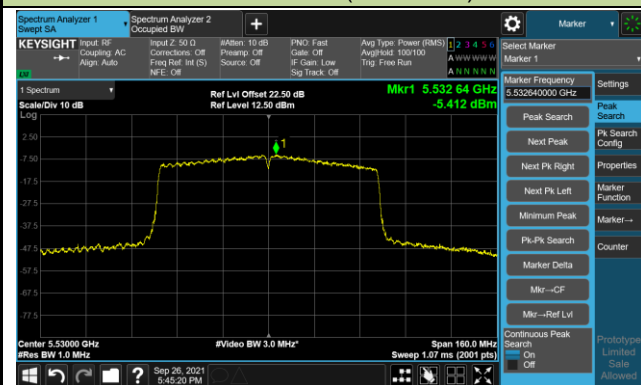 Spectrum Analyzer 1
Swept SA
Spectrum Analyzer 2
Occupied BW
Marker
KEYSIGHT
Input: RF
Coupling: AC
Align: Auto
Input Z: 50 Ω
Corrections: Off
Freq Ref: Int (S)
NFE: Off
#Atten: 10 dB
Preamp: Off
Source: Off
PNO: Fast
Gate: Off
IF Gain: Low
Sig Track: Off
Avg Type: Power (RMS)
Avg|Hold: 100/100
Trig: Free Run
1 2 3 4 5 6
A W W W W W
A N N N N N
Select Marker
Marker 1
1 Spectrum
Scale/Div 10 dB
Log
Ref Lvl Offset 22.50 dB
Ref Level 12.50 dBm
Mkr1 5.532 64 GHz
-5.412 dBm
1
2.50
-7.50
-17.5
-27.5
-37.5
-47.5
-57.5
-67.5
-77.5
Center 5.53000 GHz
#Res BW 1.0 MHz
#Video BW 3.0 MHz*
Span 160.0 MHz
Sweep 1.07 ms (2001 pts)
Marker Frequency
5.532640000 GHz
Peak Search
Next Peak
Next Pk Right
Next Pk Left
Minimum Peak
Pk-Pk Search
Marker Delta
Mkr→CF
Mkr→Ref Lvl
Continuous Peak
Search
On
Off
Settings
Peak
Search
Pk Search
Config
Properties
Marker
Function
Marker→
Counter
Prototype
Limited
Sale
Allowed
Sep 26, 2021
5:45:20 PM